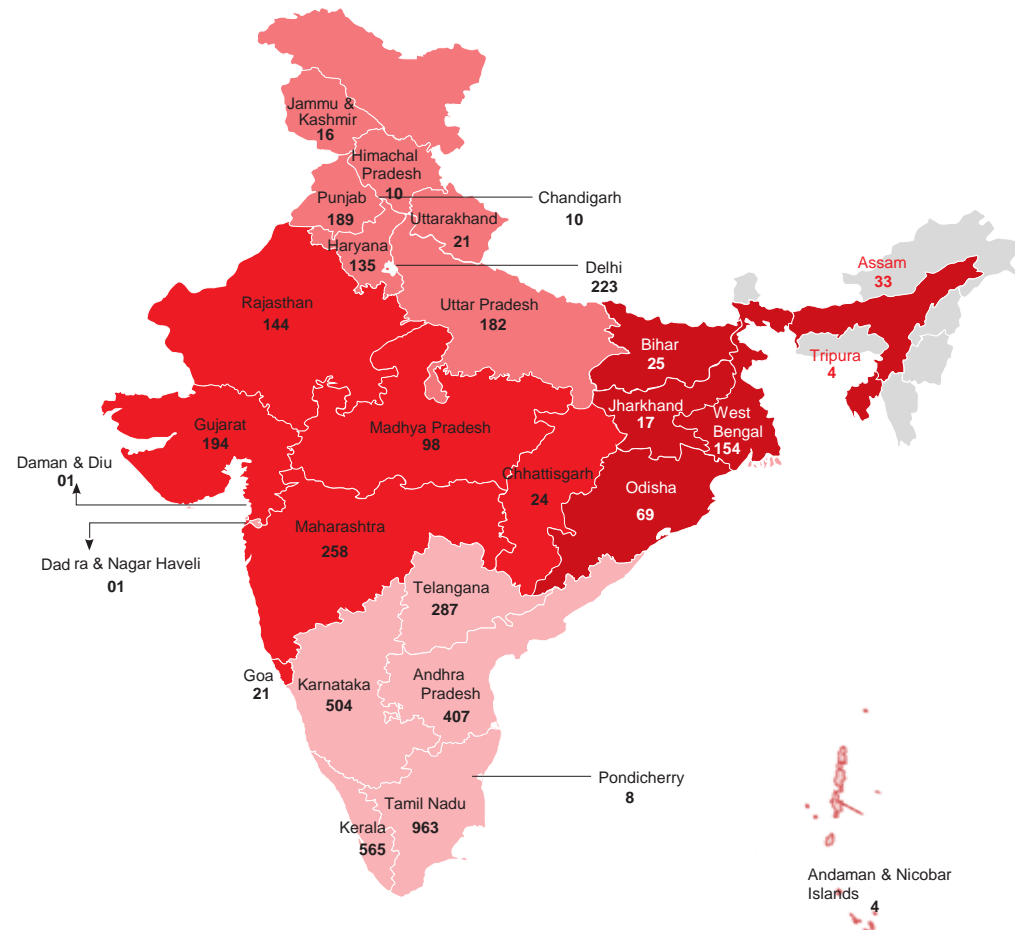 Jammu &
Kashmir
16
Himachal
Pradesh
10
Chandigarh
10
Punjab
189
Uttarakhand
21
Haryana
135
Delhi
223
Assam
33
Rajasthan
144
Uttar Pradesh
182
Bihar
25
Tripura
4
Jharkhand
17
West
Bengal
154
Gujarat
194
Madhya Pradesh
98
Daman & Diu
01
Chhattisgarh
24
Odisha
69
Maharashtra
258
Dad ra & Nagar Haveli
01
Telangana
287
Goa
21
Karnataka
504
Andhra
Pradesh
407
Pondicherry
8
Tamil Nadu
963
Kerala
565
Andaman & Nicobar
Islands
4